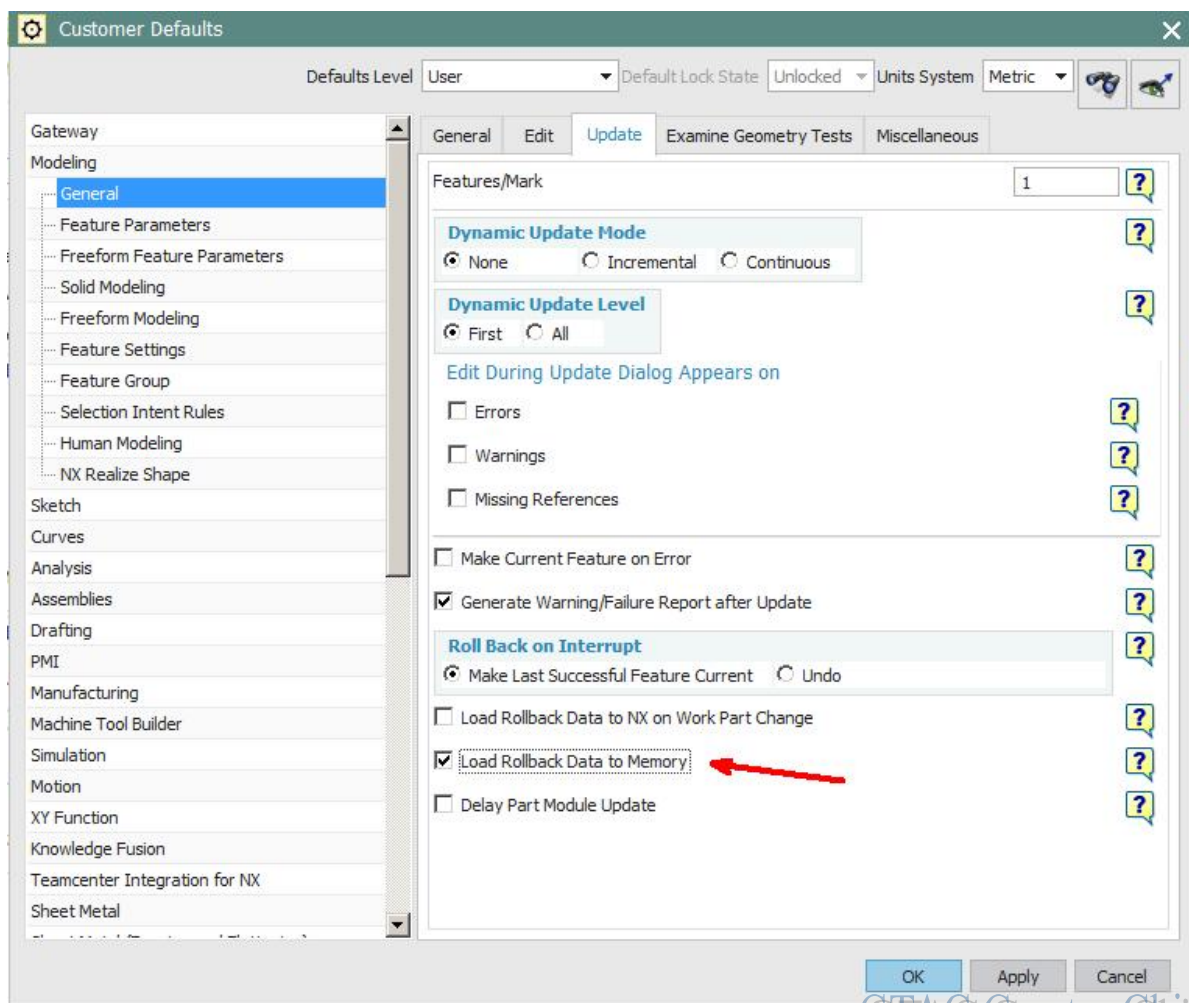 Customer Defaults
Defaults Level User Default Lock State Unlocked Units System Metric
Gateway
Modeling
General
Feature Parameters
Freeform Feature Parameters
Solid Modeling
Freeform Modeling
Feature Settings
Feature Group
Selection Intent Rules
Human Modeling
NX Realize Shape
Sketch
Curves
Analysis
Assemblies
Drafting
PMI
Manufacturing
Machine Tool Builder
Simulation
Motion
XY Function
Knowledge Fusion
Teamcenter Integration for NX
Sheet Metal
General Edit Update Examine Geometry Tests Miscellaneous
Features/Mark 1 ?
Dynamic Update Mode ?
None Incremental Continuous
Dynamic Update Level ?
First All
Edit During Update Dialog Appears on
Errors ?
Warnings ?
Missing References ?
Make Current Feature on Error ?
Generate Warning/Failure Report after Update ?
Roll Back on Interrupt ?
Make Last Successful Feature Current Undo
Load Rollback Data to NX on Work Part Change ?
Load Rollback Data to Memory ?
Delay Part Module Update ?
OK Apply Cancel